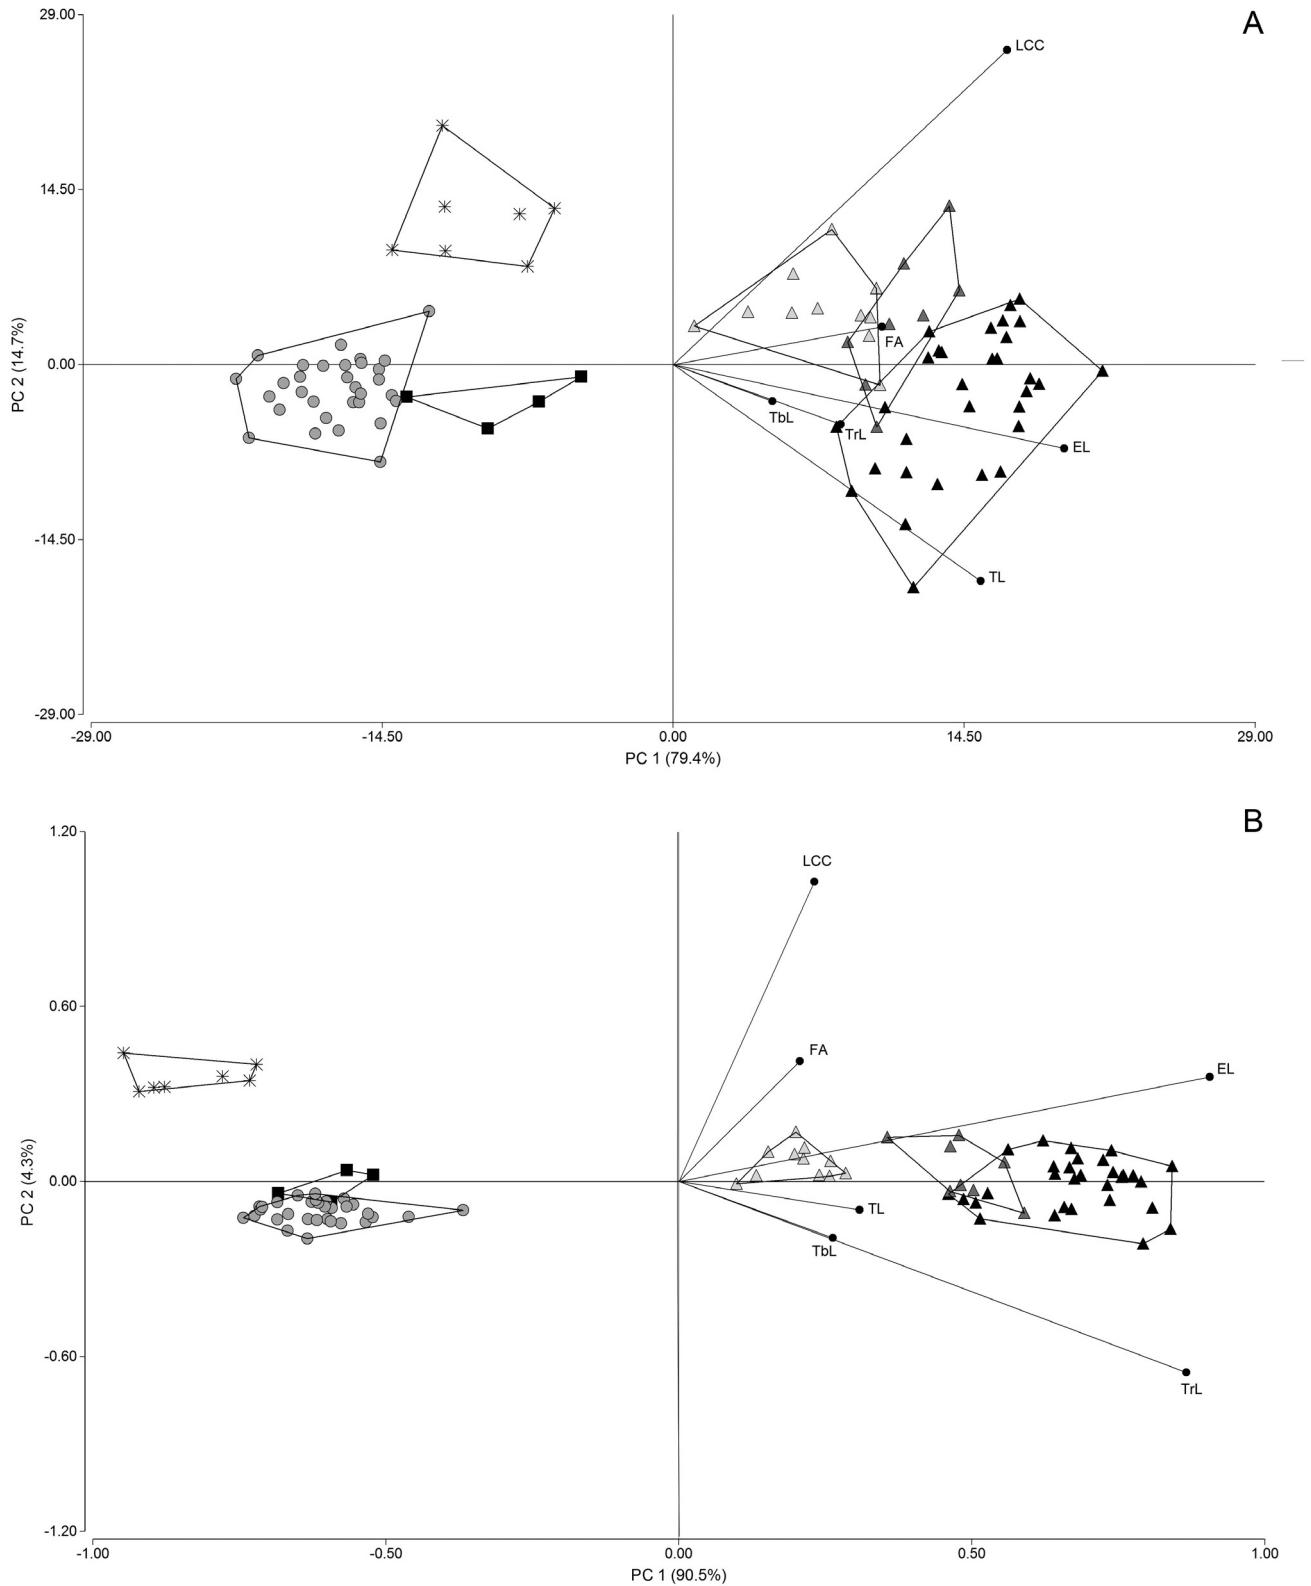 A
29.00
14.50
0.00
-14.50
-29.00
PC 2 (14.7%)
LCC
FA
TbL
TrL
EL
TL
-29.00 -14.50 0.00 14.50 29.00
PC 1 (79.4%)
B
1.20
0.60
0.00
-0.60
-1.20
PC 2 (4.3%)
LCC
FA
EL
TL
TbL
TrL
-1.00 -0.50 0.00 0.50 1.00
PC 1 (90.5%)